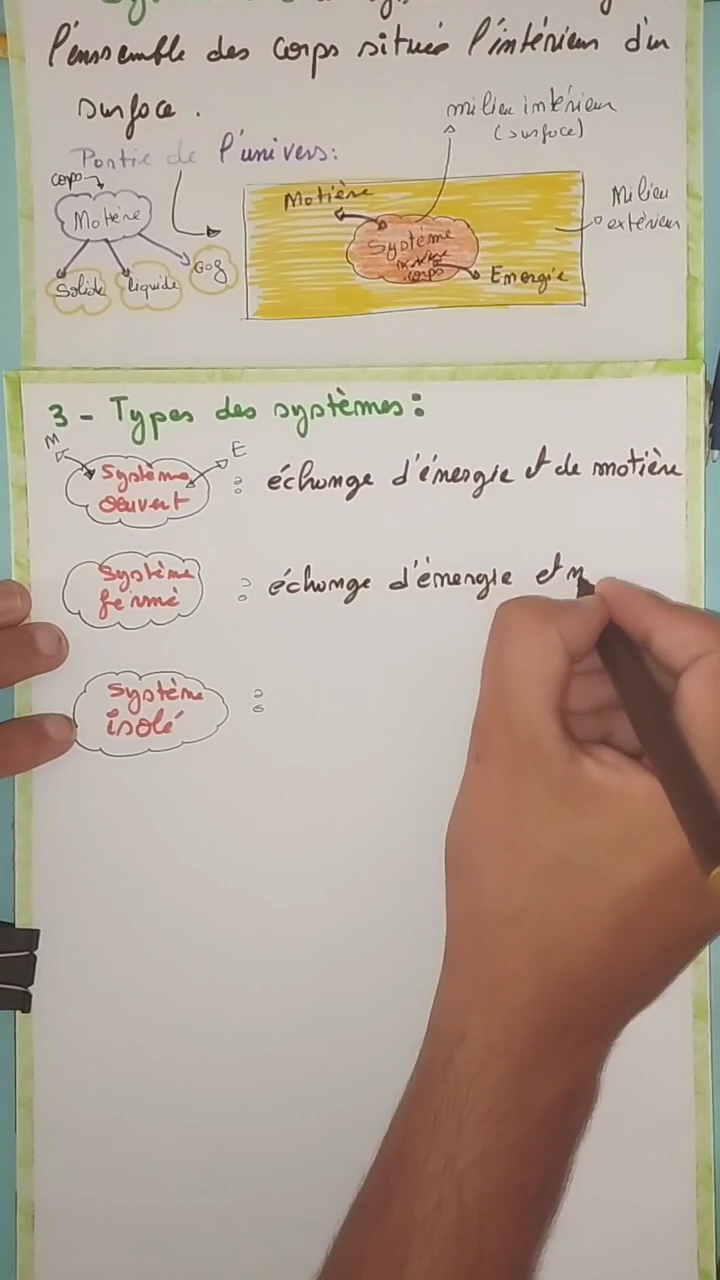 l'enssemble des corps situés l'intérieur d'un
surface.
milieu intérieur
(surface)
Partie de l'univers:
corps
Matière
Solide
liquide
Gaz
Matière
Système
corps
Energie
Milieu
extérieur
3 - Types des systèmes:
M
E
Système
ouvert
: échange d'énergie et de matière
Système
fermé
: échange d'énergie et
Système
isolé
: